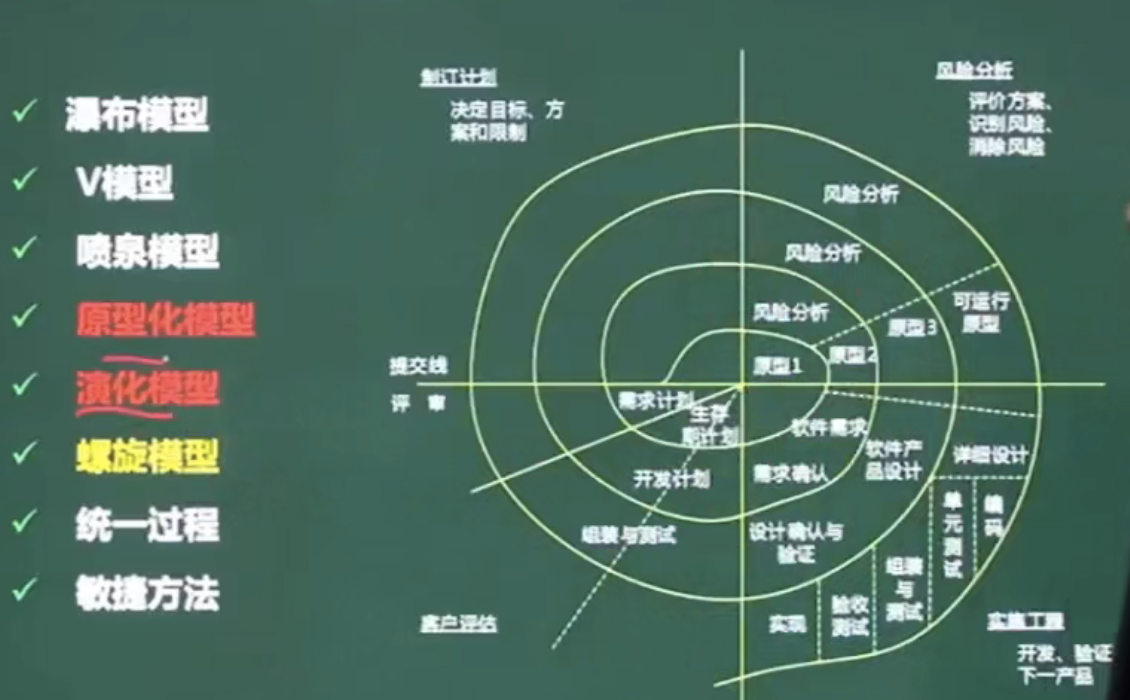 瀑布模型
V模型
喷泉模型
原型化模型
演化模型
螺旋模型
统一过程
敏捷方法
制订计划
决定目标、方
案和限制
风险分析
评价方案、
识别风险、
消除风险
风险分析
风险分析
风险分析
可运行
原型
原型3
原型2
原型1
提交线
评 审
需求计划
生存
期计划
软件需求
软件产
品设计
详细设计
开发计划
需求确认
单元测试
编码
组装与测试
设计确认与
验证
组装与测试
实现
验收
测试
客户评估
实施工程
开发、验证
下一产品